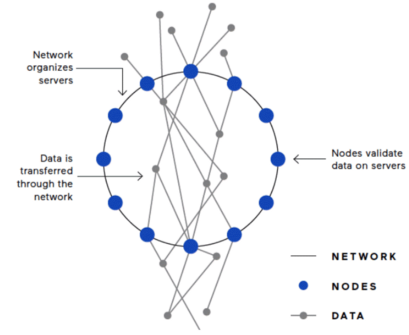 Network
organizes
servers
Data is
transferred
through the
network
Nodes validate
data on servers
NETWORK
NODES
DATA